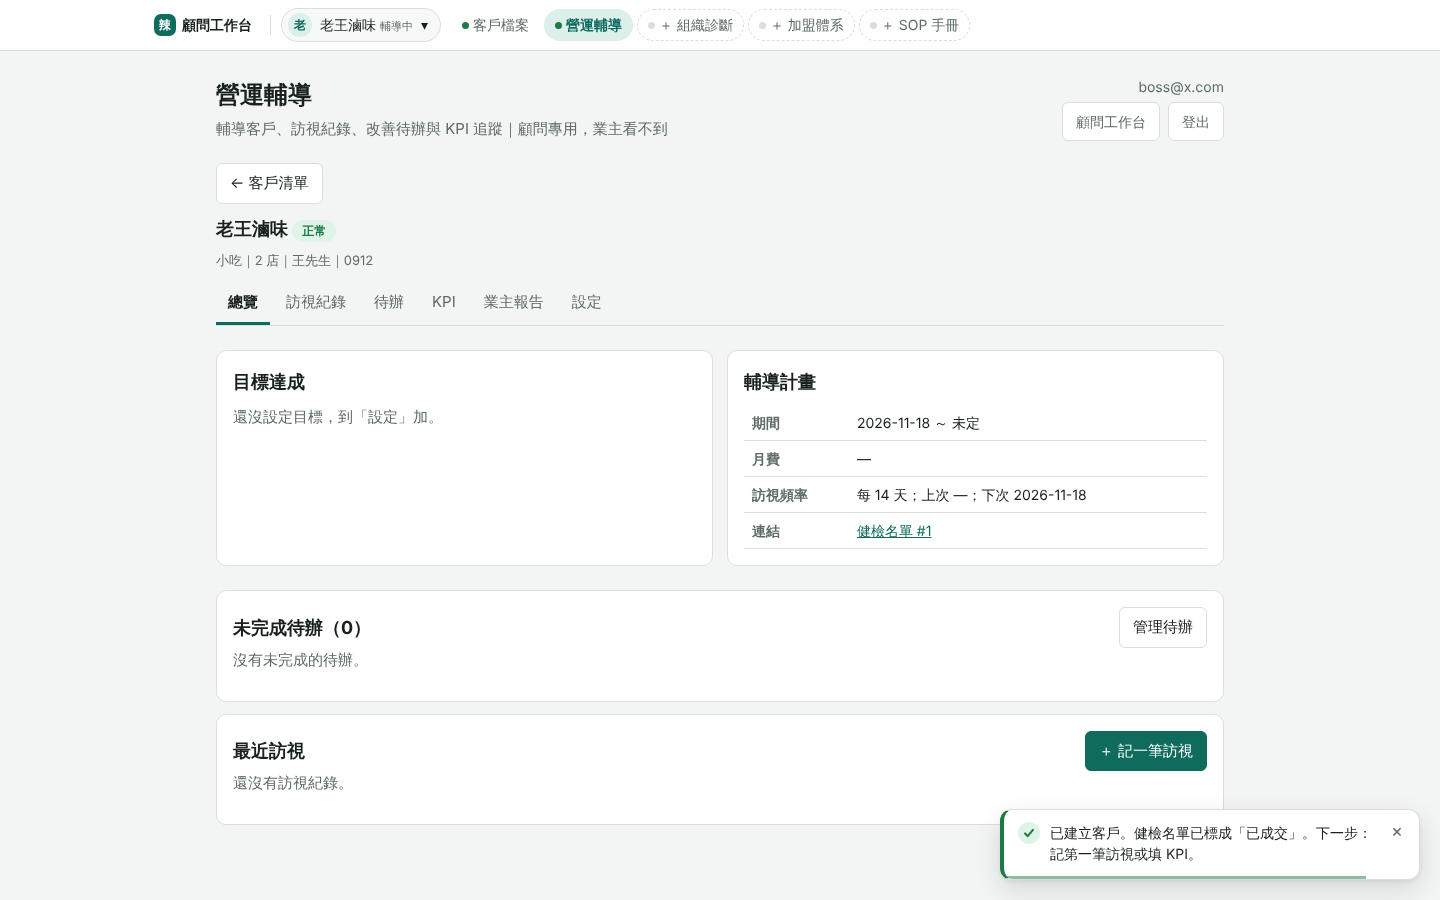 辣 顧問工作台 老 老王滷味 輔導中 ▼ 客戶檔案 營運輔導 ＋ 組織診斷 ＋ 加盟體系 ＋ SOP 手冊
營運輔導
輔導客戶、訪視紀錄、改善待辦與 KPI 追蹤｜顧問專用，業主看不到
boss@x.com
顧問工作台 登出
← 客戶清單
老王滷味 正常
小吃｜2 店｜王先生｜0912
總覽 訪視紀錄 待辦 KPI 業主報告 設定
目標達成
還沒設定目標，到「設定」加。
輔導計畫
期間 2026-11-18 ～ 未定
月費 —
訪視頻率 每 14 天；上次 —；下次 2026-11-18
連結 健檢名單 #1
未完成待辦（0） 管理待辦
沒有未完成的待辦。
最近訪視 ＋ 記一筆訪視
還沒有訪視紀錄。
已建立客戶。健檢名單已標成「已成交」。下一步：
記第一筆訪視或填 KPI。